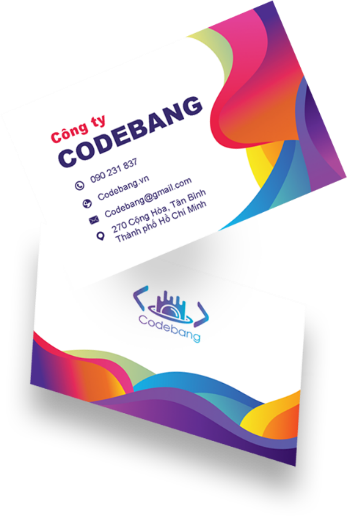 Công ty
CODEBANG
090 231 837
Codebang.vn
Codebang@gmail.com
270 Cộng Hòa, Tân Bình
Thành phố Hồ Chí Minh
Codebang